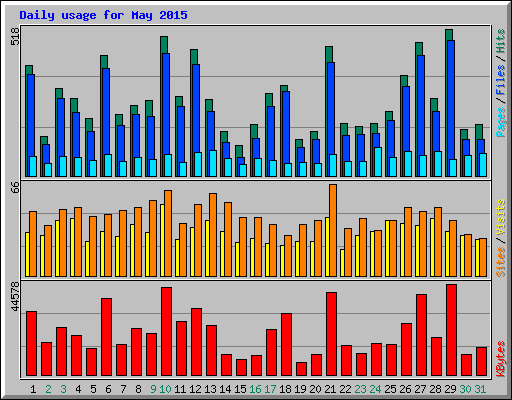 Daily usage for May 2015
518
Pages / Files / Hits
66
Sites / Visits
44578
KBytes
1 2 3 4 5 6 7 8 9 10 11 12 13 14 15 16 17 18 19 20 21 22 23 24 25 26 27 28 29 30 31